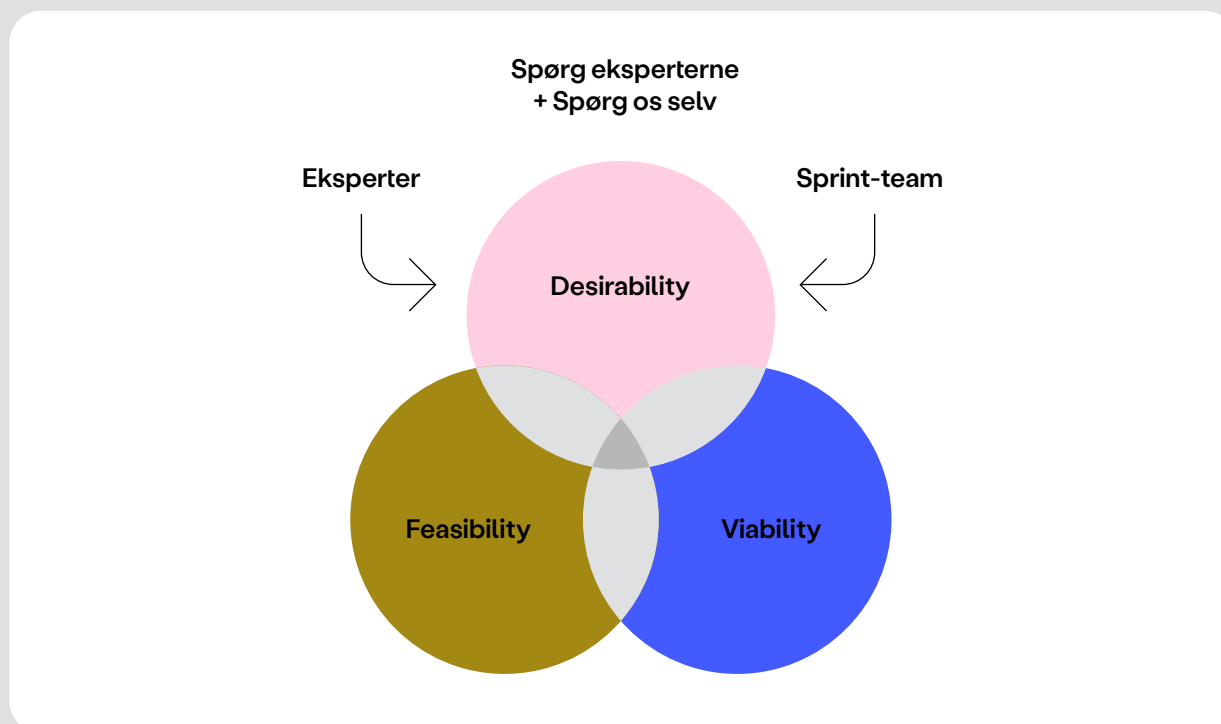 Spørg eksperterne
+ Spørg os selv
Eksperter
Sprint-team
Desirability
Feasibility
Viability